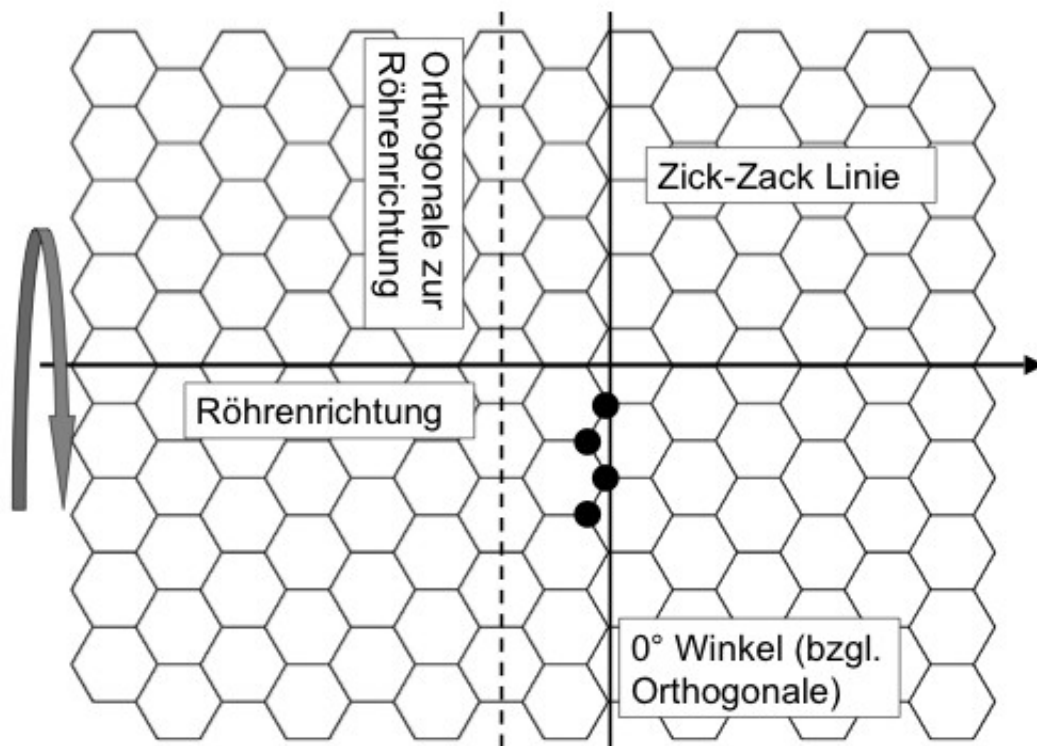 Orthogonale zur
Röhrenrichtung
Zick-Zack Linie
Röhrenrichtung
0° Winkel (bzgl.
Orthogonale)